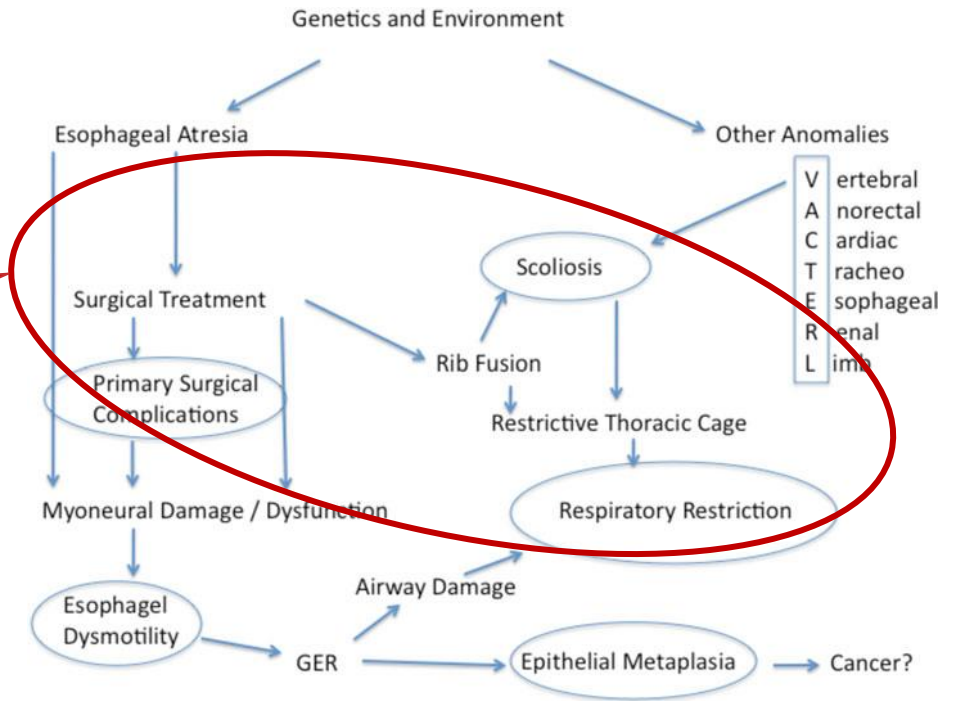 Genetics and Environment
Esophageal Atresia
Other Anomalies
V ertebral
A norectal
C ardiac
T racheo
E sophageal
R enal
L imb
Scoliosis
Surgical Treatment
Rib Fusion
Primary Surgical
Complications
Restrictive Thoracic Cage
Myoneural Damage / Dysfunction
Respiratory Restriction
Airway Damage
Esophagel
Dysmotility
GER
Epithelial Metaplasia
Cancer?